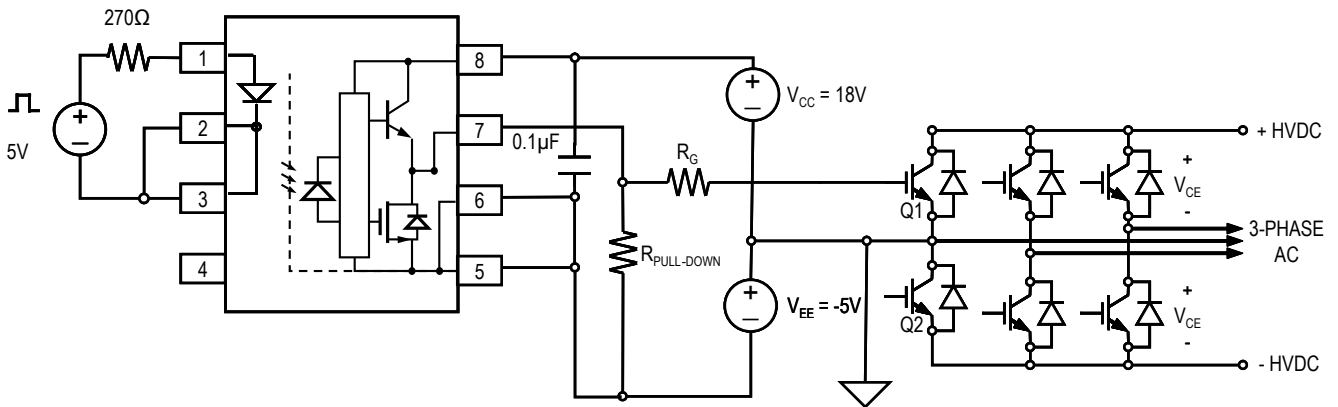 270Ω
5V
+
–
1
2
3
4
8
7
6
5
0.1µF
R_G
R_PULL-DOWN
+
–
V_CC = 18V
+
–
V_EE = -5V
Q1
Q2
+ HVDC
+
V_CE
-
3-PHASE
AC
+
V_CE
-
- HVDC